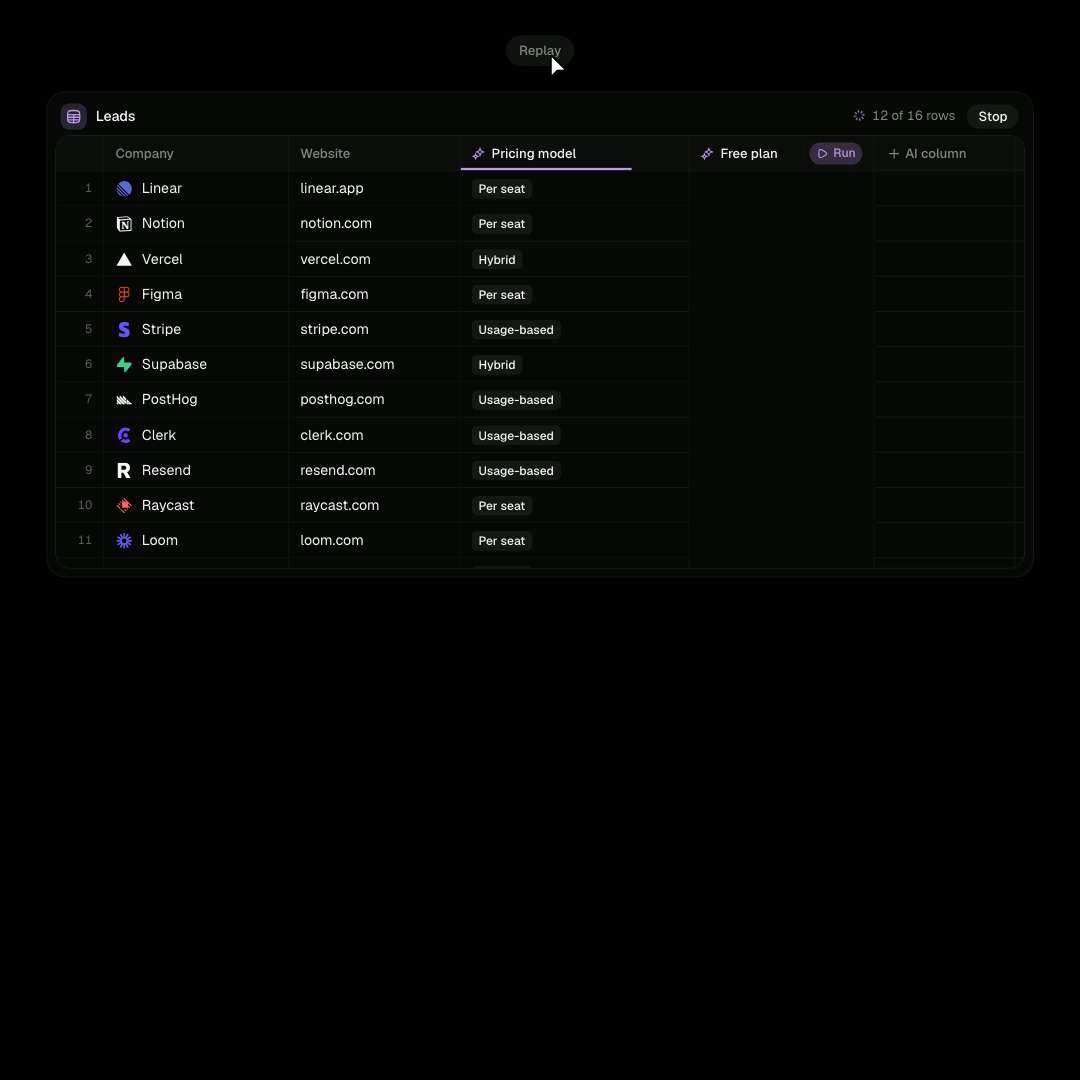 Replay
Leads 12 of 16 rows Stop
Company Website Pricing model Free plan Run AI column
1 Linear linear.app Per seat
2 Notion notion.com Per seat
3 Vercel vercel.com Hybrid
4 Figma figma.com Per seat
5 Stripe stripe.com Usage-based
6 Supabase supabase.com Hybrid
7 PostHog posthog.com Usage-based
8 Clerk clerk.com Usage-based
9 Resend resend.com Usage-based
10 Raycast raycast.com Per seat
11 Loom loom.com Per seat